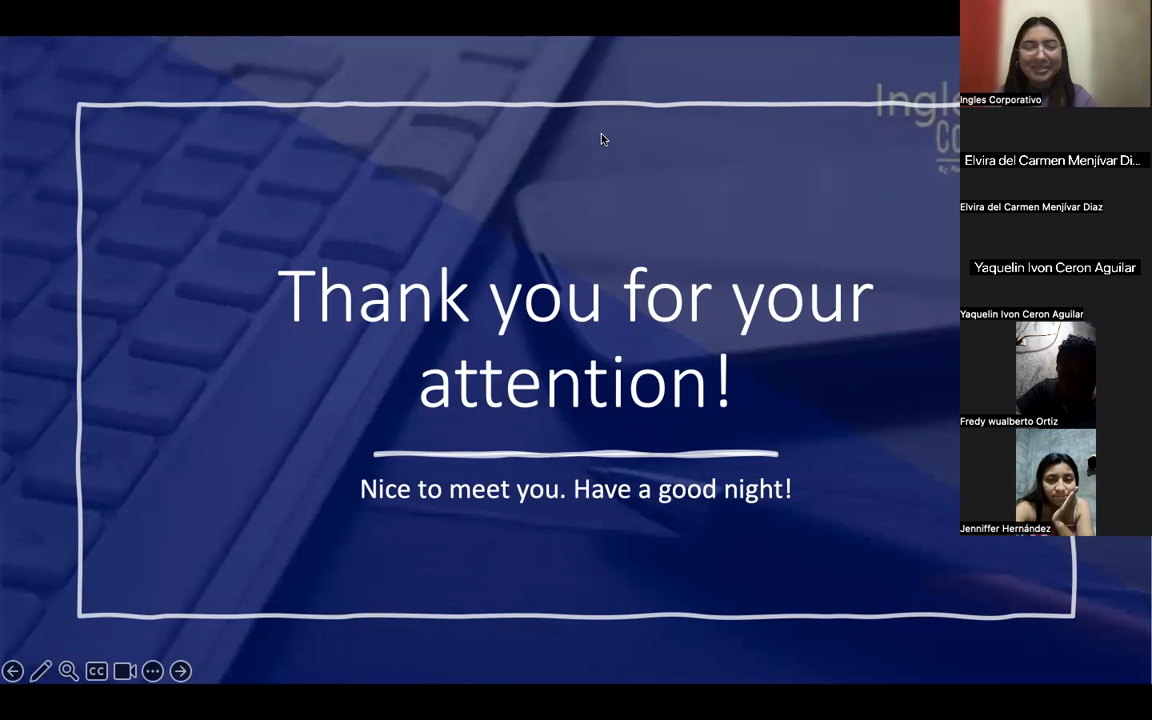 Ingles Corporativo
Elvira del Carmen Menjívar Di...
Elvira del Carmen Menjívar Diaz
Yaquelin Ivon Ceron Aguilar
Yaquelin Ivon Ceron Aguilar
Fredy wualberto Ortiz
Jenniffer Hernández
Thank you for your
attention!
Nice to meet you. Have a good night!
CC